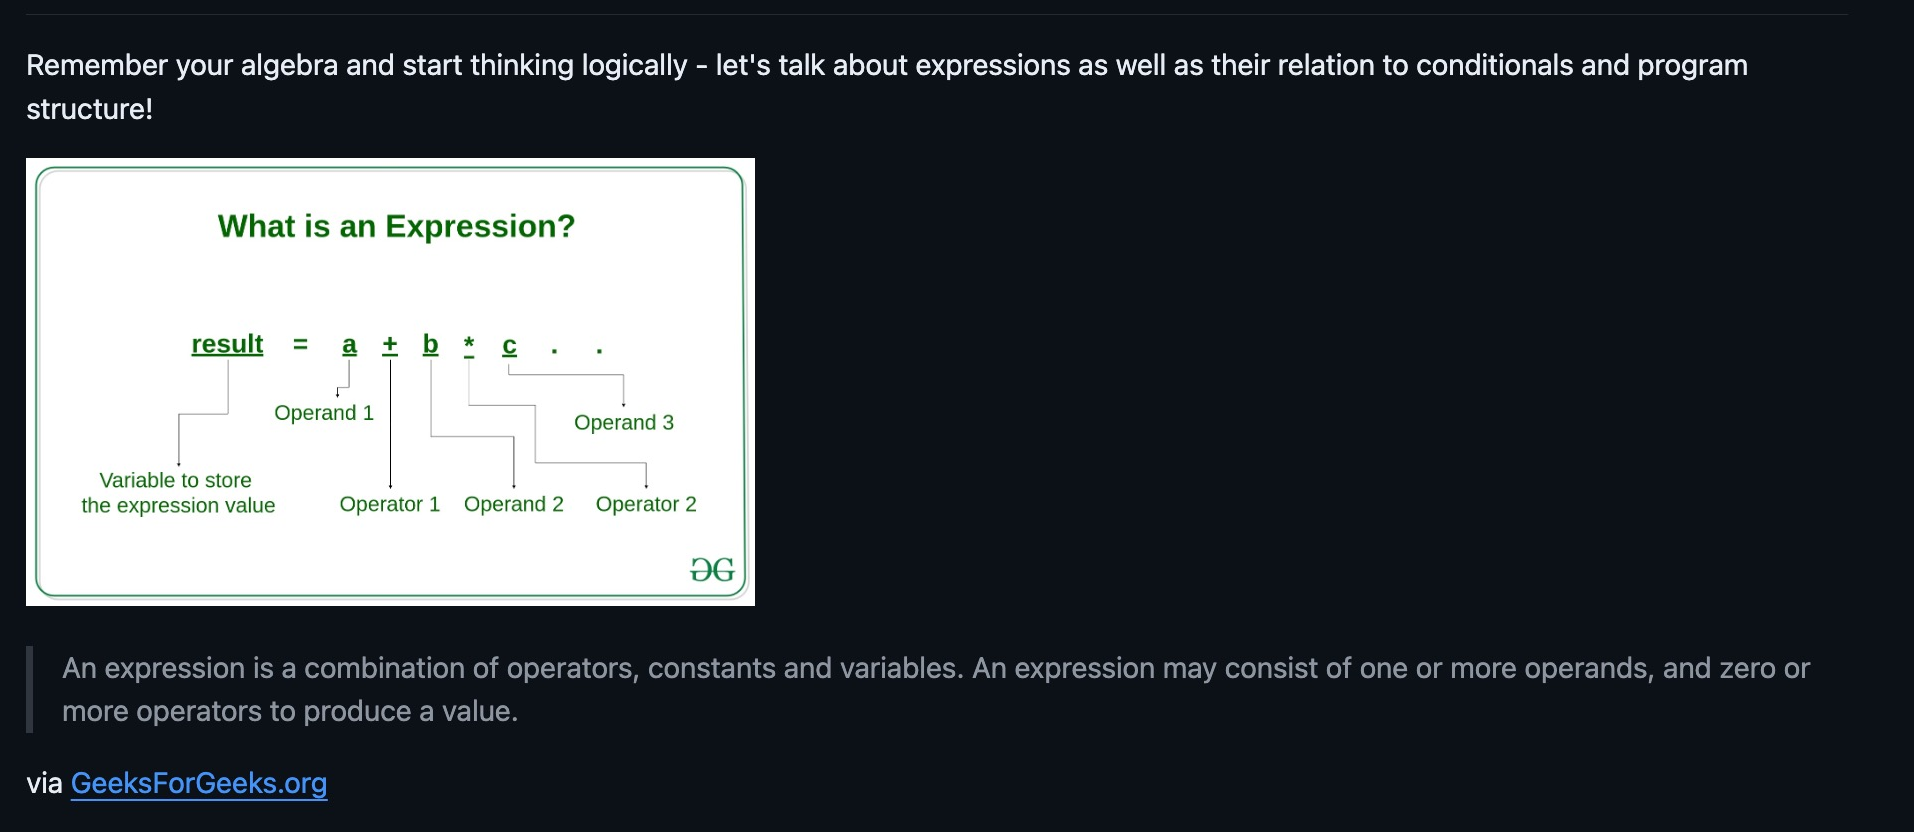 Remember your algebra and start thinking logically - let's talk about expressions as well as their relation to conditionals and program
structure!
What is an Expression?
result = a + b * c . .
Operand 1
Operand 3
Variable to store
the expression value
Operator 1 Operand 2 Operator 2
An expression is a combination of operators, constants and variables. An expression may consist of one or more operands, and zero or
more operators to produce a value.
via GeeksForGeeks.org